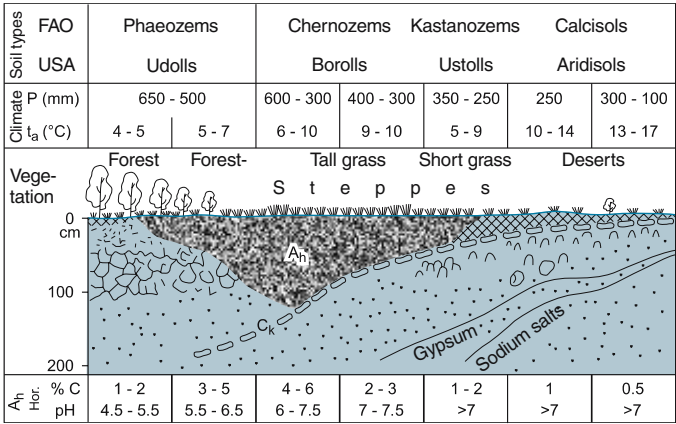 Soil types
FAO Phaeozems Chernozems Kastanozems Calcisols
USA Udolls Borolls Ustolls Aridisols
Climate
P (mm) 650 - 500 600 - 300 400 - 300 350 - 250 250 300 - 100
ta (°C) 4 - 5 5 - 7 6 - 10 9 - 10 5 - 9 10 - 14 13 - 17
Vege-
tation
Forest Forest- Tall grass Short grass Deserts
S t e p p e s
0
cm
Ah
100
Ck
Gypsum
Sodium salts
200
Ah Hor.
% C 1 - 2 3 - 5 4 - 6 2 - 3 1 - 2 1 0.5
pH 4.5 - 5.5 5.5 - 6.5 6 - 7.5 7 - 7.5 >7 >7 >7